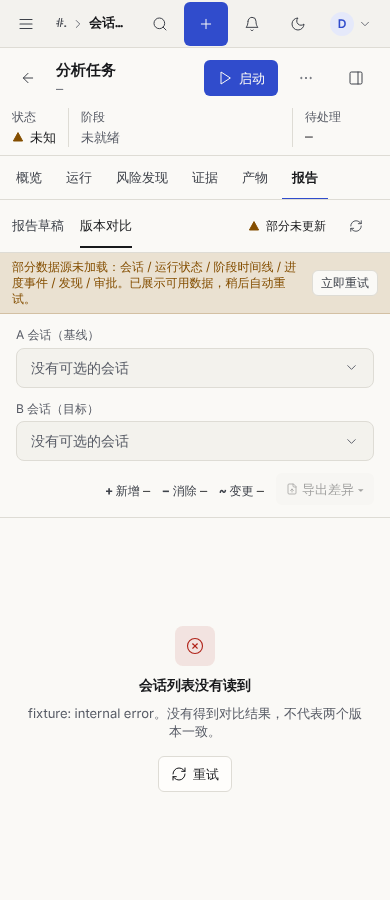 #. 会话…
D
分析任务
–
启动
状态
未知
阶段
未就绪
待处理
–
概览 运行 风险发现 证据 产物 报告
报告草稿 版本对比 部分未更新
部分数据源未加载：会话 / 运行状态 / 阶段时间线 / 进
度事件 / 发现 / 审批。已展示可用数据，稍后自动重
试。
立即重试
A 会话（基线）
没有可选的会话
B 会话（目标）
没有可选的会话
+ 新增 – − 消除 – ~ 变更 – 导出差异
会话列表没有读到
fixture: internal error。没有得到对比结果，不代表两个版
本一致。
重试